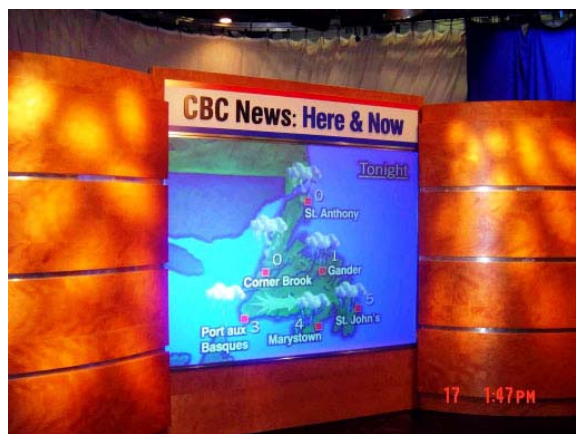 CBC News: Here & Now
Tonight
0
St. Anthony
0
Corner Brook
1
Gander
Port aux
Basques
3
4
Marystown
5
St. John's
17 1:47PM